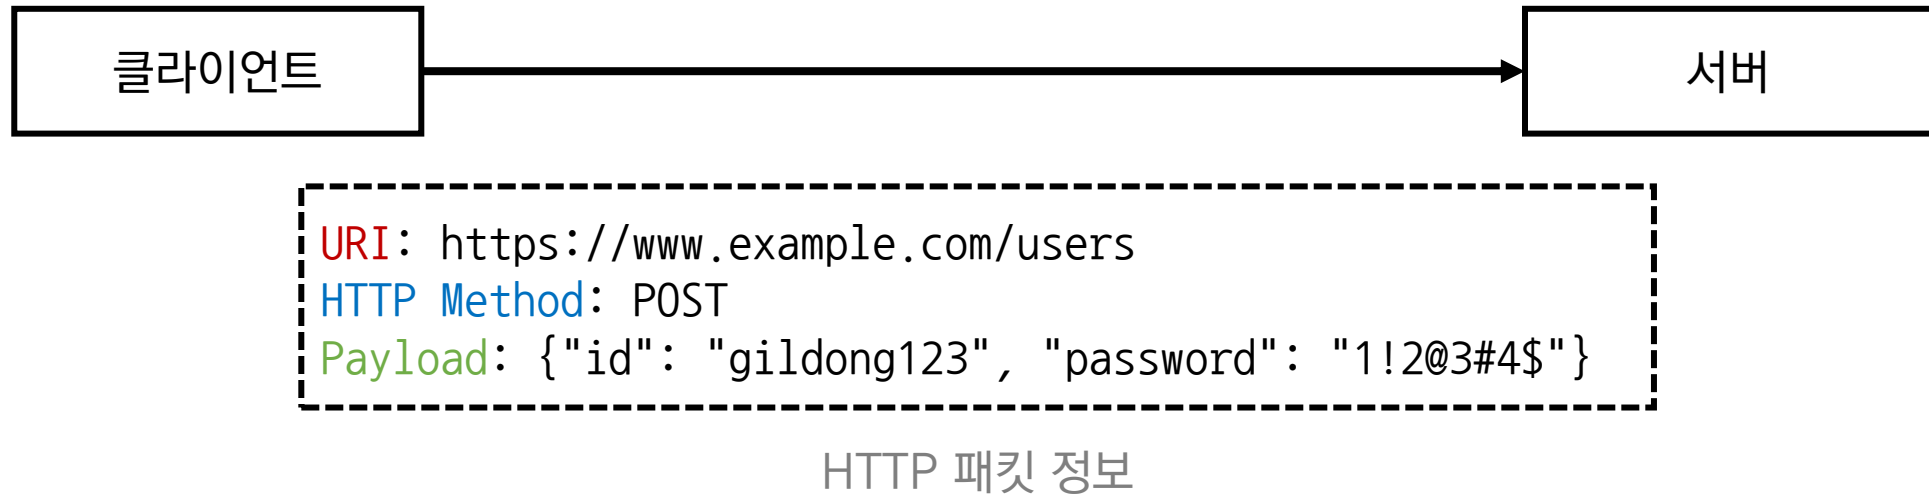 클라이언트
서버
URI: https://www.example.com/users
HTTP Method: POST
Payload: {"id": "gildong123", "password": "1!2@3#4$"}
HTTP 패킷 정보